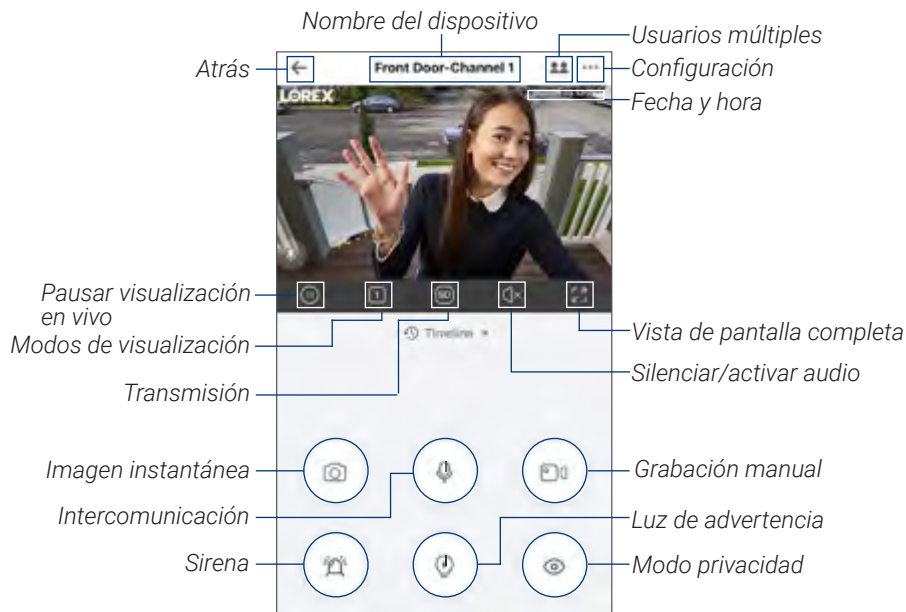 Nombre del dispositivo
Usuarios múltiples
Atrás
Front Door-Channel 1
Configuración
Fecha y hora
LOREX
Pausar visualización
en vivo
1
SD
Modos de visualización
Timeline
Vista de pantalla completa
Silenciar/activar audio
Transmisión
Imagen instantánea
Grabación manual
Intercomunicación
Luz de advertencia
Sirena
Modo privacidad